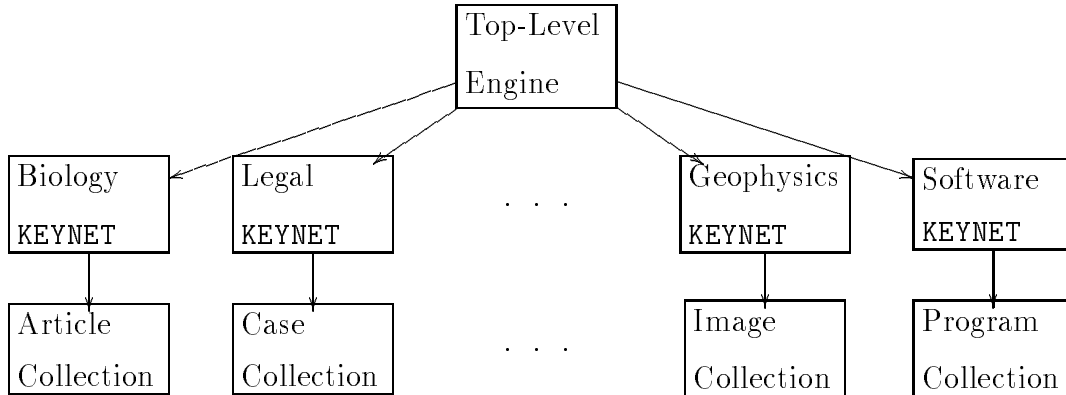 Top-Level
Engine
Biology
KEYNET
Legal
KEYNET
. . .
Geophysics
KEYNET
Software
KEYNET
Article
Collection
Case
Collection
. . .
Image
Collection
Program
Collection